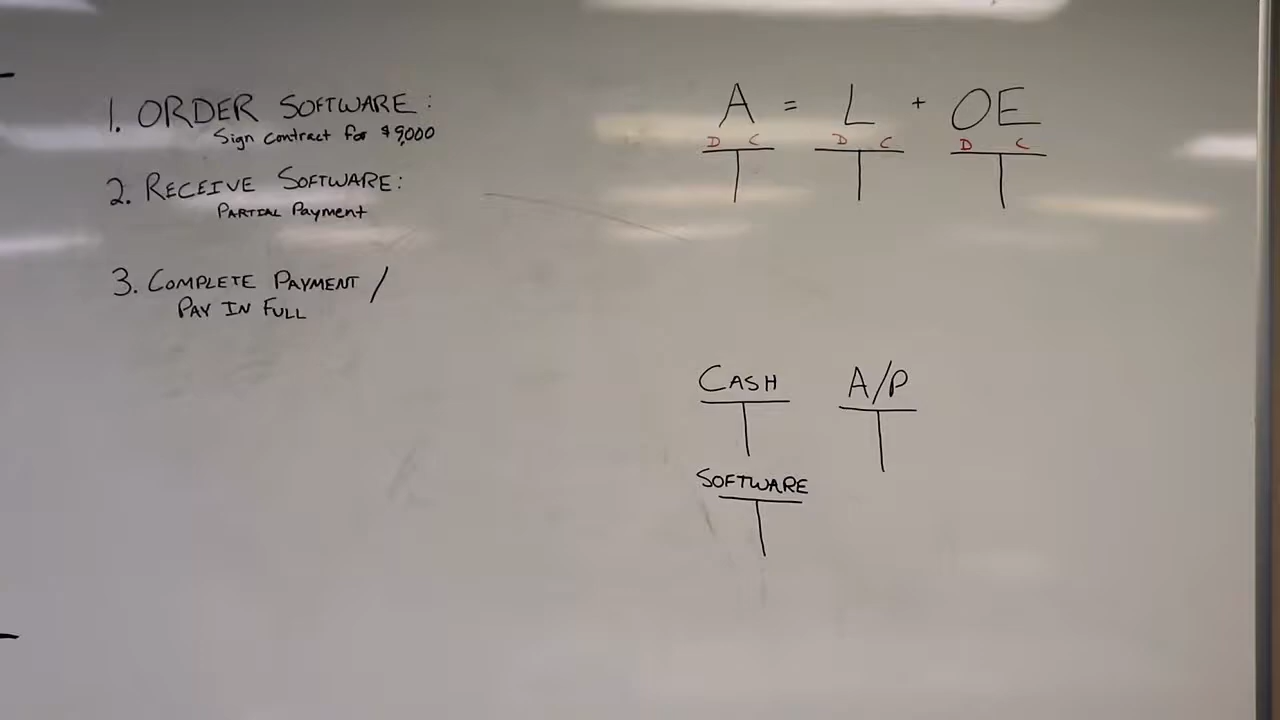 1. ORDER SOFTWARE:
Sign contract for $9,000
2. RECEIVE SOFTWARE:
PARTIAL Payment
3. COMPLETE PAYMENT /
PAY IN FULL
A = L + OE
D C D C D C
CASH A/P
SOFTWARE